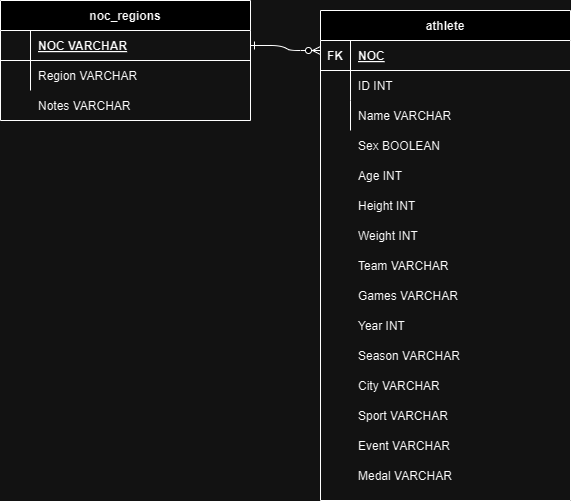 noc_regions
NOC VARCHAR
Region VARCHAR
Notes VARCHAR
athlete
FK NOC
ID INT
Name VARCHAR
Sex BOOLEAN
Age INT
Height INT
Weight INT
Team VARCHAR
Games VARCHAR
Year INT
Season VARCHAR
City VARCHAR
Sport VARCHAR
Event VARCHAR
Medal VARCHAR